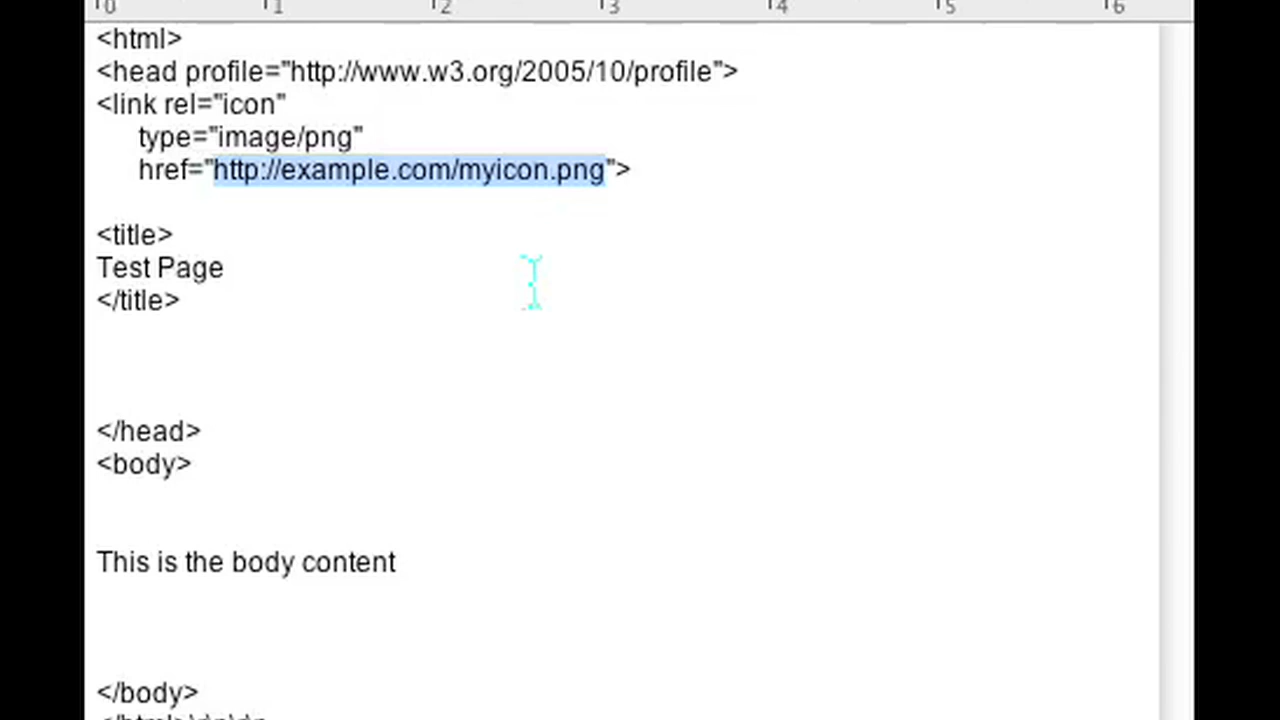 0 1 2 3 4 5 6
<html>
<head profile="http://www.w3.org/2005/10/profile">
<link rel="icon"
type="image/png"
href="http://example.com/myicon.png">
<title>
Test Page
</title>
</head>
<body>
This is the body content
</body>